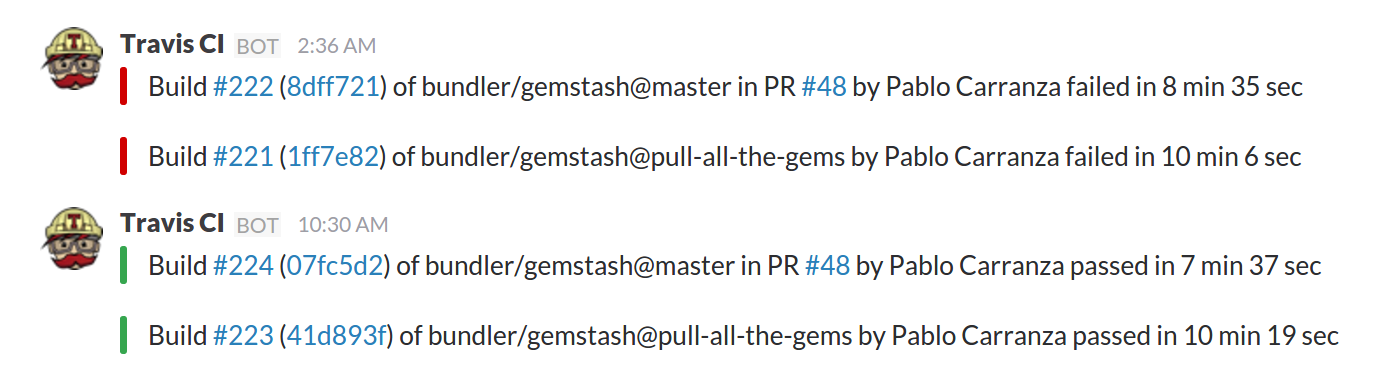 Travis CI BOT 2:36 AM
Build #222 (8dff721) of bundler/gemstash@master in PR #48 by Pablo Carranza failed in 8 min 35 sec
Build #221 (1ff7e82) of bundler/gemstash@pull-all-the-gems by Pablo Carranza failed in 10 min 6 sec
Travis CI BOT 10:30 AM
Build #224 (07fc5d2) of bundler/gemstash@master in PR #48 by Pablo Carranza passed in 7 min 37 sec
Build #223 (41d893f) of bundler/gemstash@pull-all-the-gems by Pablo Carranza passed in 10 min 19 sec